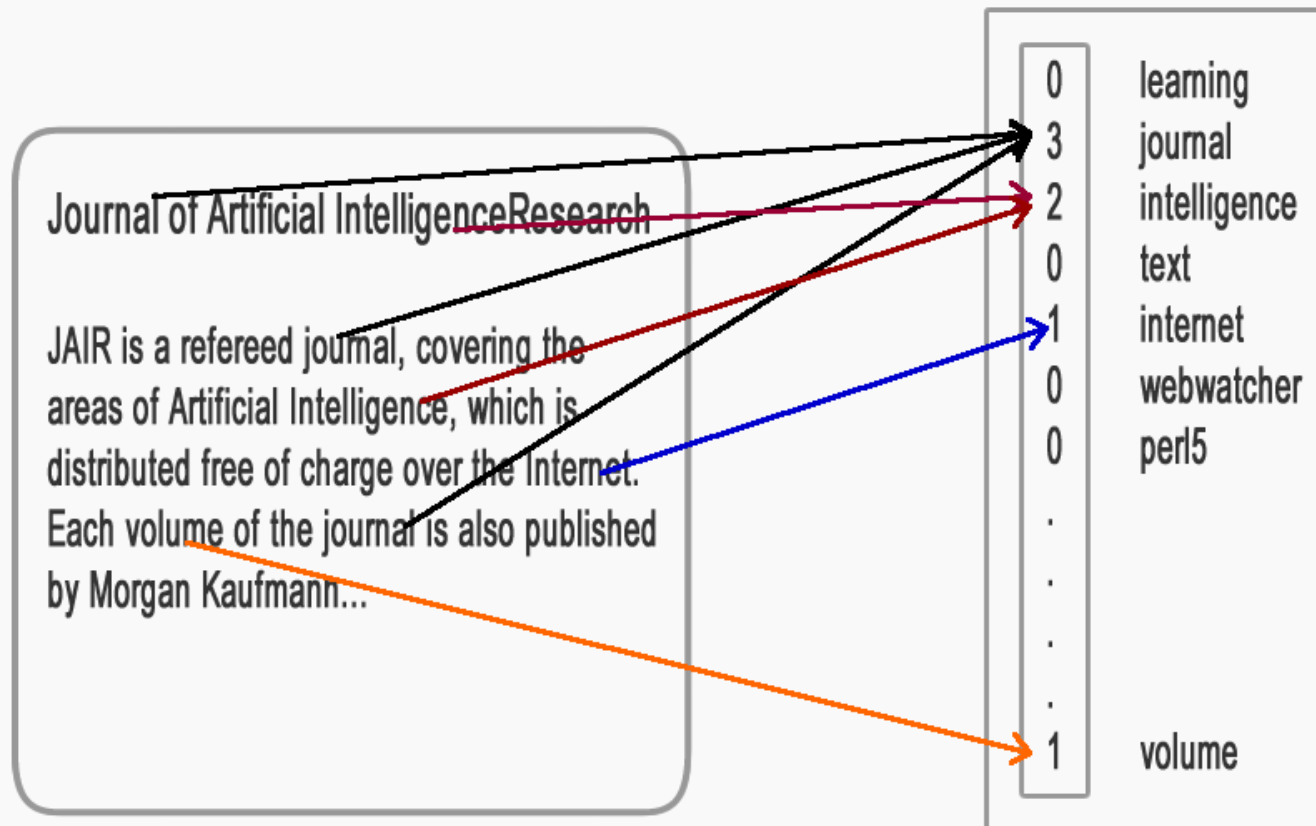 Journal of Artificial IntelligenceResearch
JAIR is a refereed journal, covering the
areas of Artificial Intelligence, which is
distributed free of charge over the Internet.
Each volume of the journal is also published
by Morgan Kaufmann...
0 learning
3 journal
2 intelligence
0 text
1 internet
0 webwatcher
0 perl5
.
.
.
.
1 volume